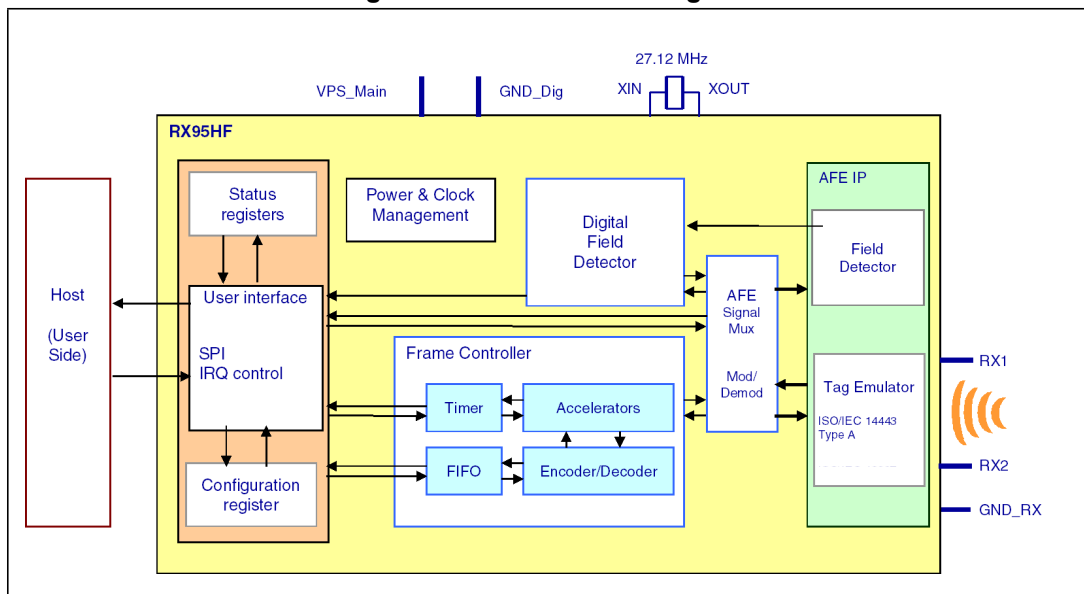 27.12 MHz
VPS_Main
GND_Dig
XIN
XOUT
RX95HF
Status
registers
Power & Clock
Management
Digital
Field
Detector
AFE IP
Field
Detector
Host
(User
Side)
User interface
SPI
IRQ control
AFE
Signal
Mux
Mod/
Demod
Frame Controller
Timer
Accelerators
FIFO
Encoder/Decoder
Tag Emulator
ISO/IEC 14443
Type A
Configuration
register
RX1
RX2
GND_RX